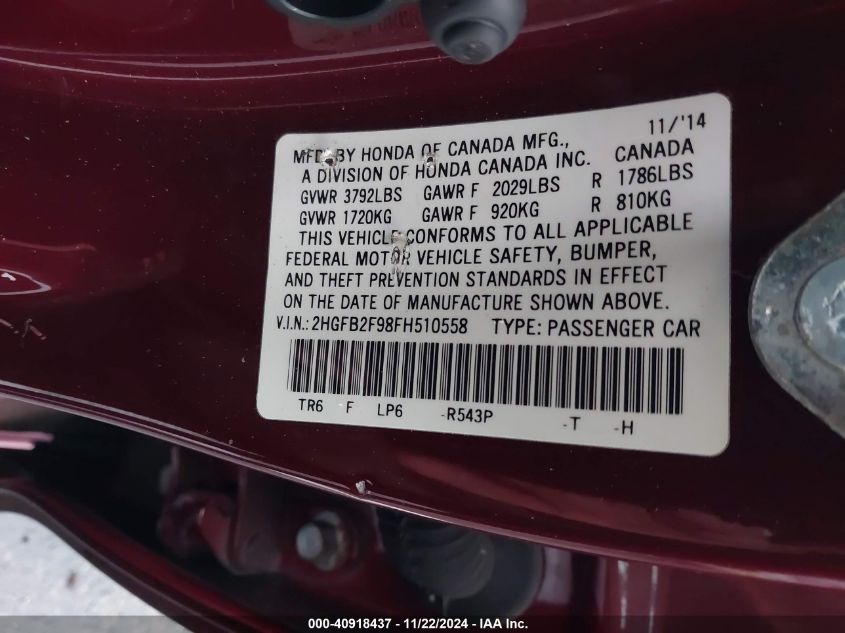 11/'14
MFD BY HONDA OF CANADA MFG., CANADA
A DIVISION OF HONDA CANADA INC.
GVWR 3792LBS GAWR F 2029LBS R 1786LBS
GVWR 1720KG GAWR F 920KG R 810KG
THIS VEHICLE CONFORMS TO ALL APPLICABLE
FEDERAL MOTOR VEHICLE SAFETY, BUMPER,
AND THEFT PREVENTION STANDARDS IN EFFECT
ON THE DATE OF MANUFACTURE SHOWN ABOVE.
V.I.N.: 2HGFB2F98FH510558 TYPE: PASSENGER CAR
TR6 F LP6 -R543P -T -H
000-40918437 - 11/22/2024 - IAA Inc.